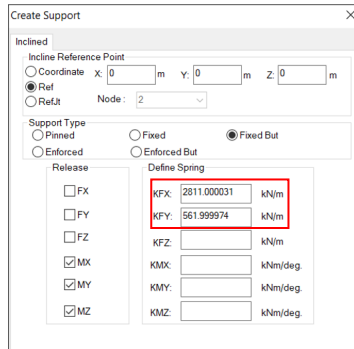 Create Support
Inclined
Incline Reference Point
Coordinate X: 0 m Y: 0 m Z: 0 m
Ref
RefJt Node : 2
Support Type
Pinned Fixed Fixed But
Enforced Enforced But
Release Define Spring
FX KFX: 2811.000031 kN/m
FY KFY: 561.999974 kN/m
FZ KFZ: kN/m
MX KMX: kNm/deg.
MY KMY: kNm/deg.
MZ KMZ: kNm/deg.